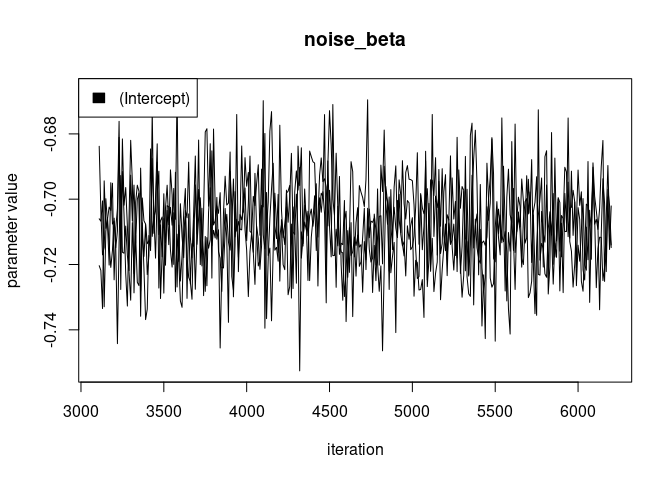 noise_beta
(Intercept)
parameter value
-0.68
-0.70
-0.72
-0.74
3000 3500 4000 4500 5000 5500 6000
iteration